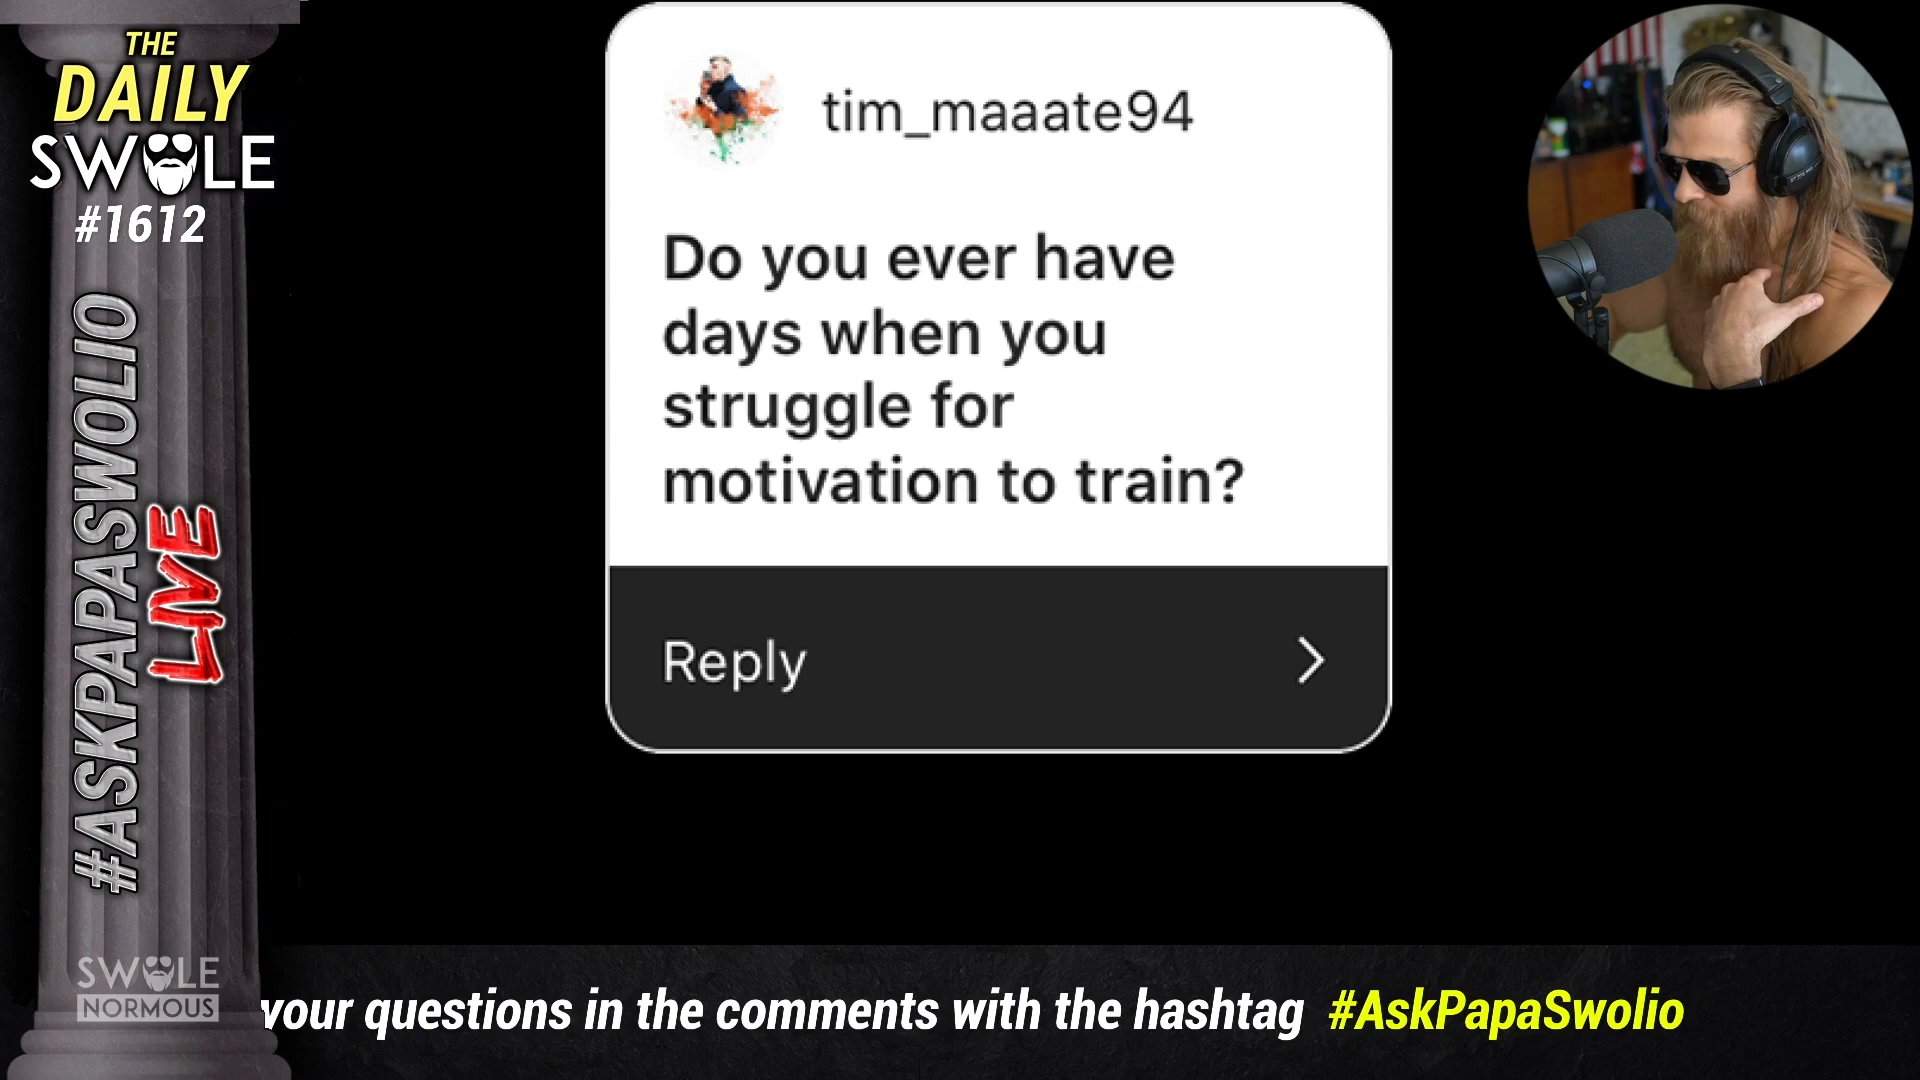 THE
DAILY
SWOLE
#1612
#ASKPAPASWOLIO
LIVE
SWOLE
NORMOUS
tim_maaate94
Do you ever have
days when you
struggle for
motivation to train?
Reply
your questions in the comments with the hashtag #AskPapaSwolio